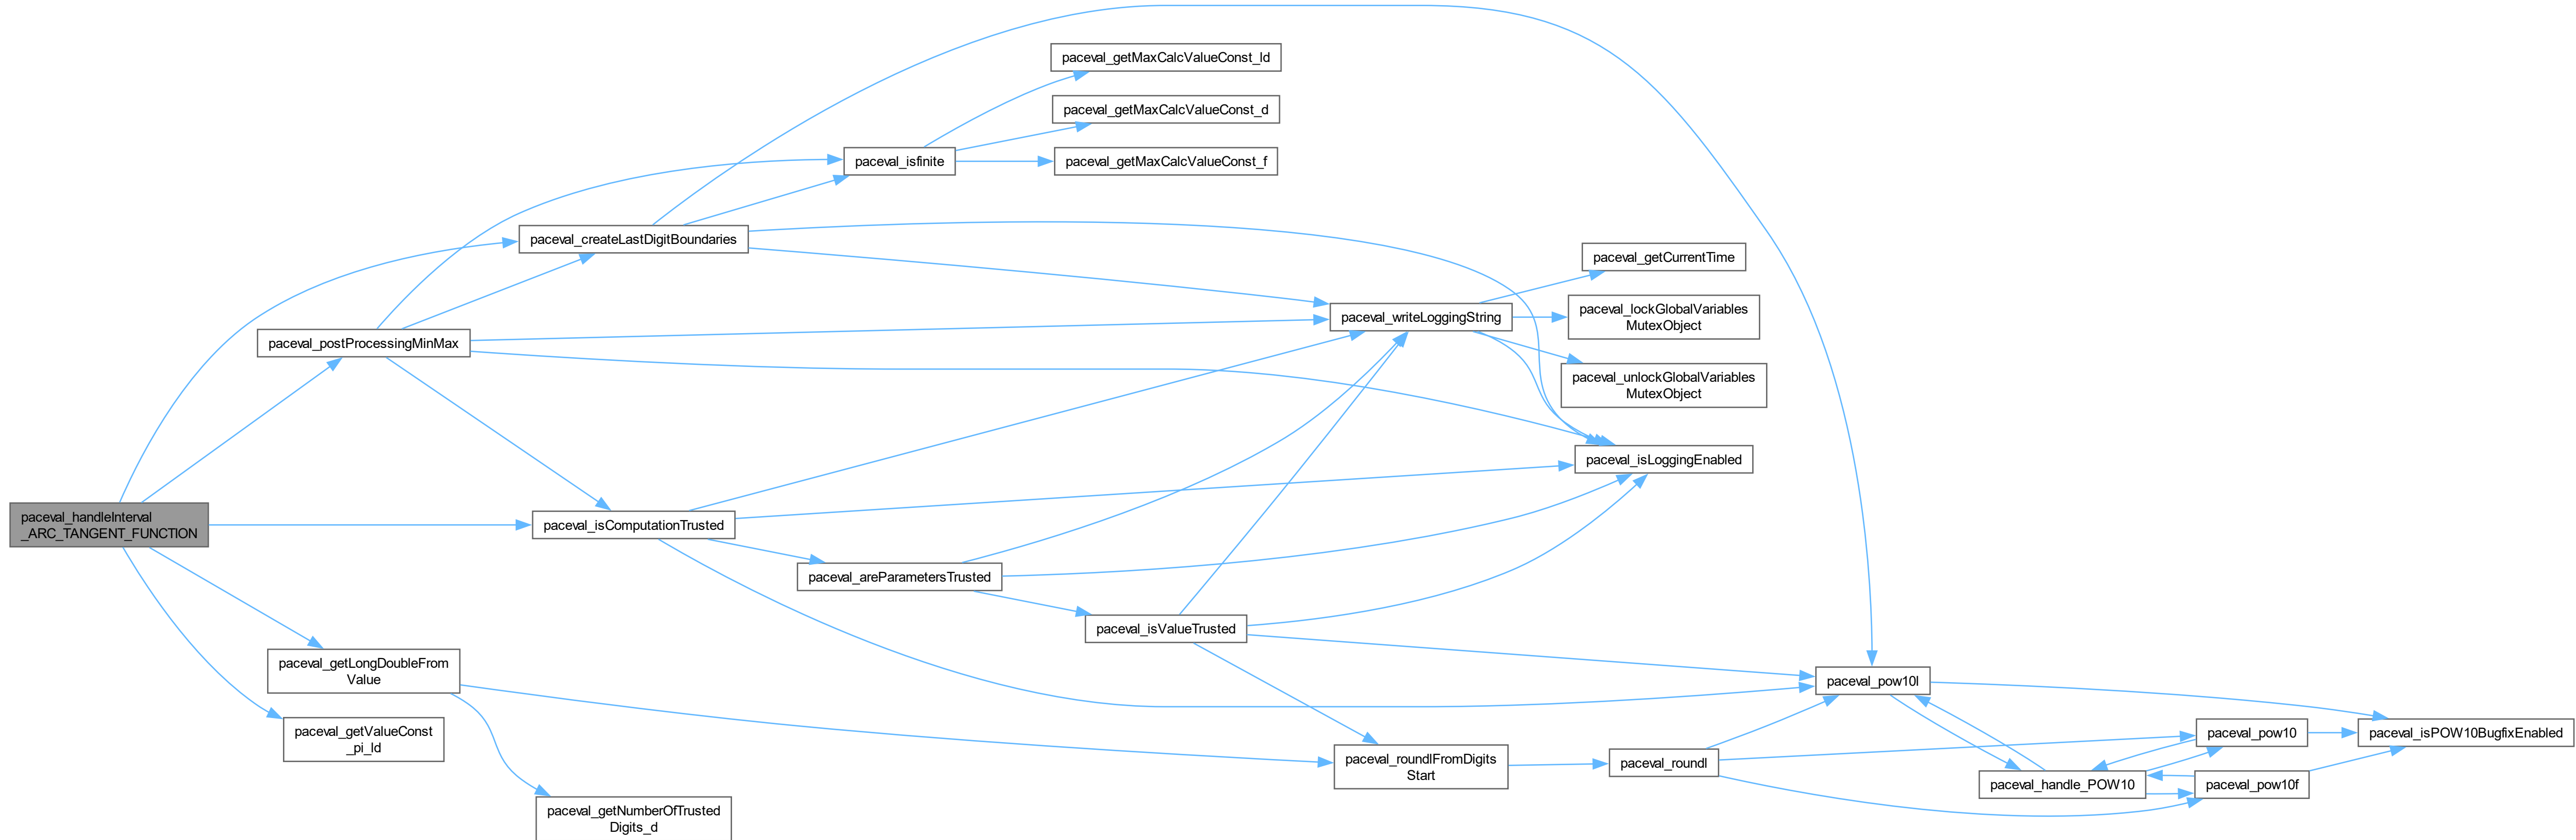 paceval_getMaxCalcValueConst_ld
paceval_getMaxCalcValueConst_d
paceval_isfinite
paceval_getMaxCalcValueConst_f
paceval_createLastDigitBoundaries
paceval_getCurrentTime
paceval_writeLoggingString
paceval_lockGlobalVariables
MutexObject
paceval_postProcessingMinMax
paceval_unlockGlobalVariables
MutexObject
paceval_isLoggingEnabled
paceval_handleInterval
_ARC_TANGENT_FUNCTION
paceval_isComputationTrusted
paceval_areParametersTrusted
paceval_isValueTrusted
paceval_getLongDoubleFrom
Value
paceval_pow10l
paceval_getValueConst
_pi_ld
paceval_pow10
paceval_isPOW10BugfixEnabled
paceval_roundlFromDigits
Start
paceval_roundl
paceval_handle_POW10
paceval_pow10f
paceval_getNumberOfTrusted
Digits_d